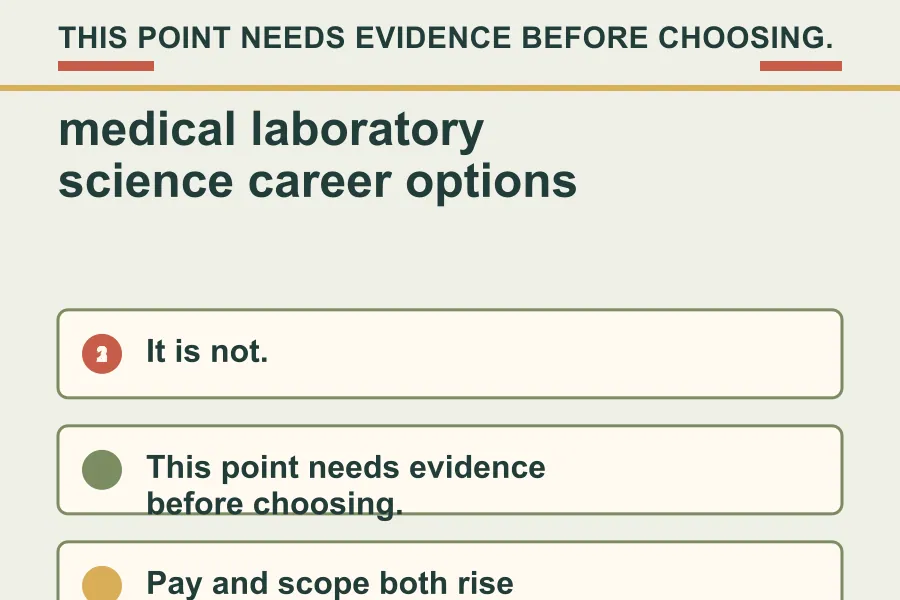 THIS POINT NEEDS EVIDENCE BEFORE CHOOSING.
medical laboratory
science career options
It is not.
This point needs evidence
before choosing.
Pay and scope both rise